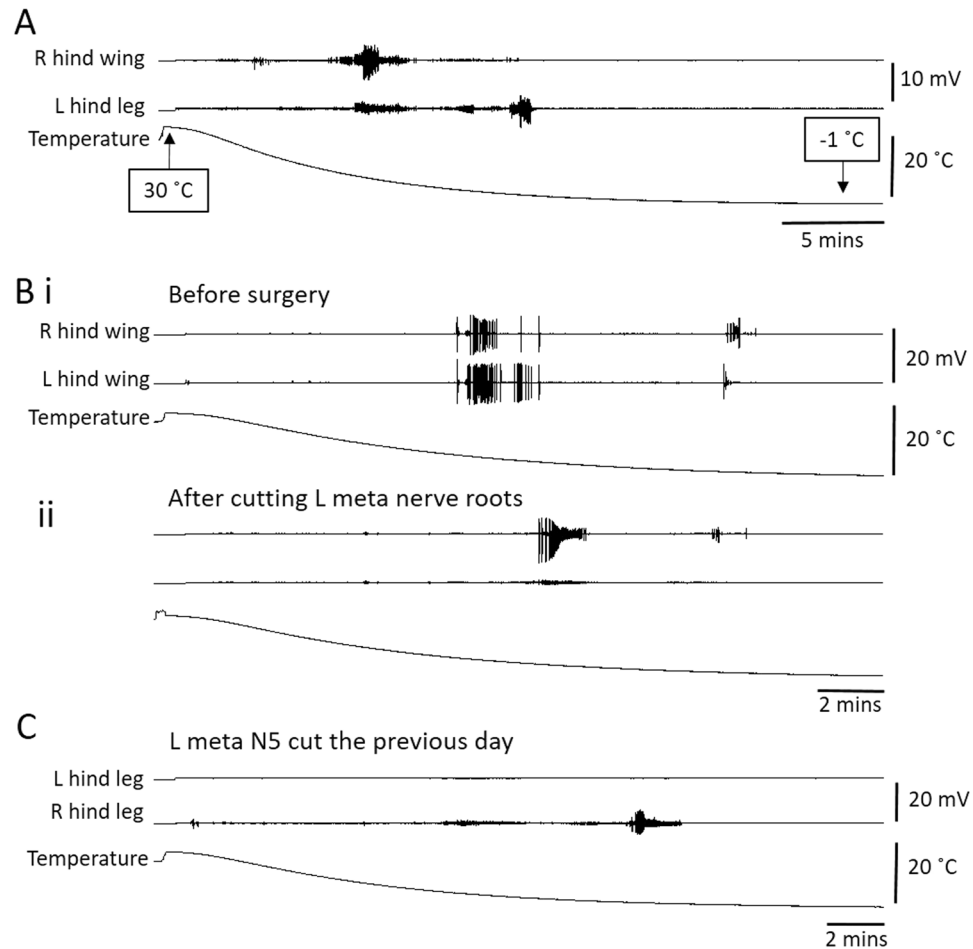 A
R hind wing
10 mV
L hind leg
Temperature
-1 ˚C
20 ˚C
30 ˚C
5 mins
B i
Before surgery
R hind wing
20 mV
L hind wing
Temperature
20 ˚C
ii
After cutting L meta nerve roots
2 mins
C
L meta N5 cut the previous day
L hind leg
20 mV
R hind leg
Temperature
20 ˚C
2 mins